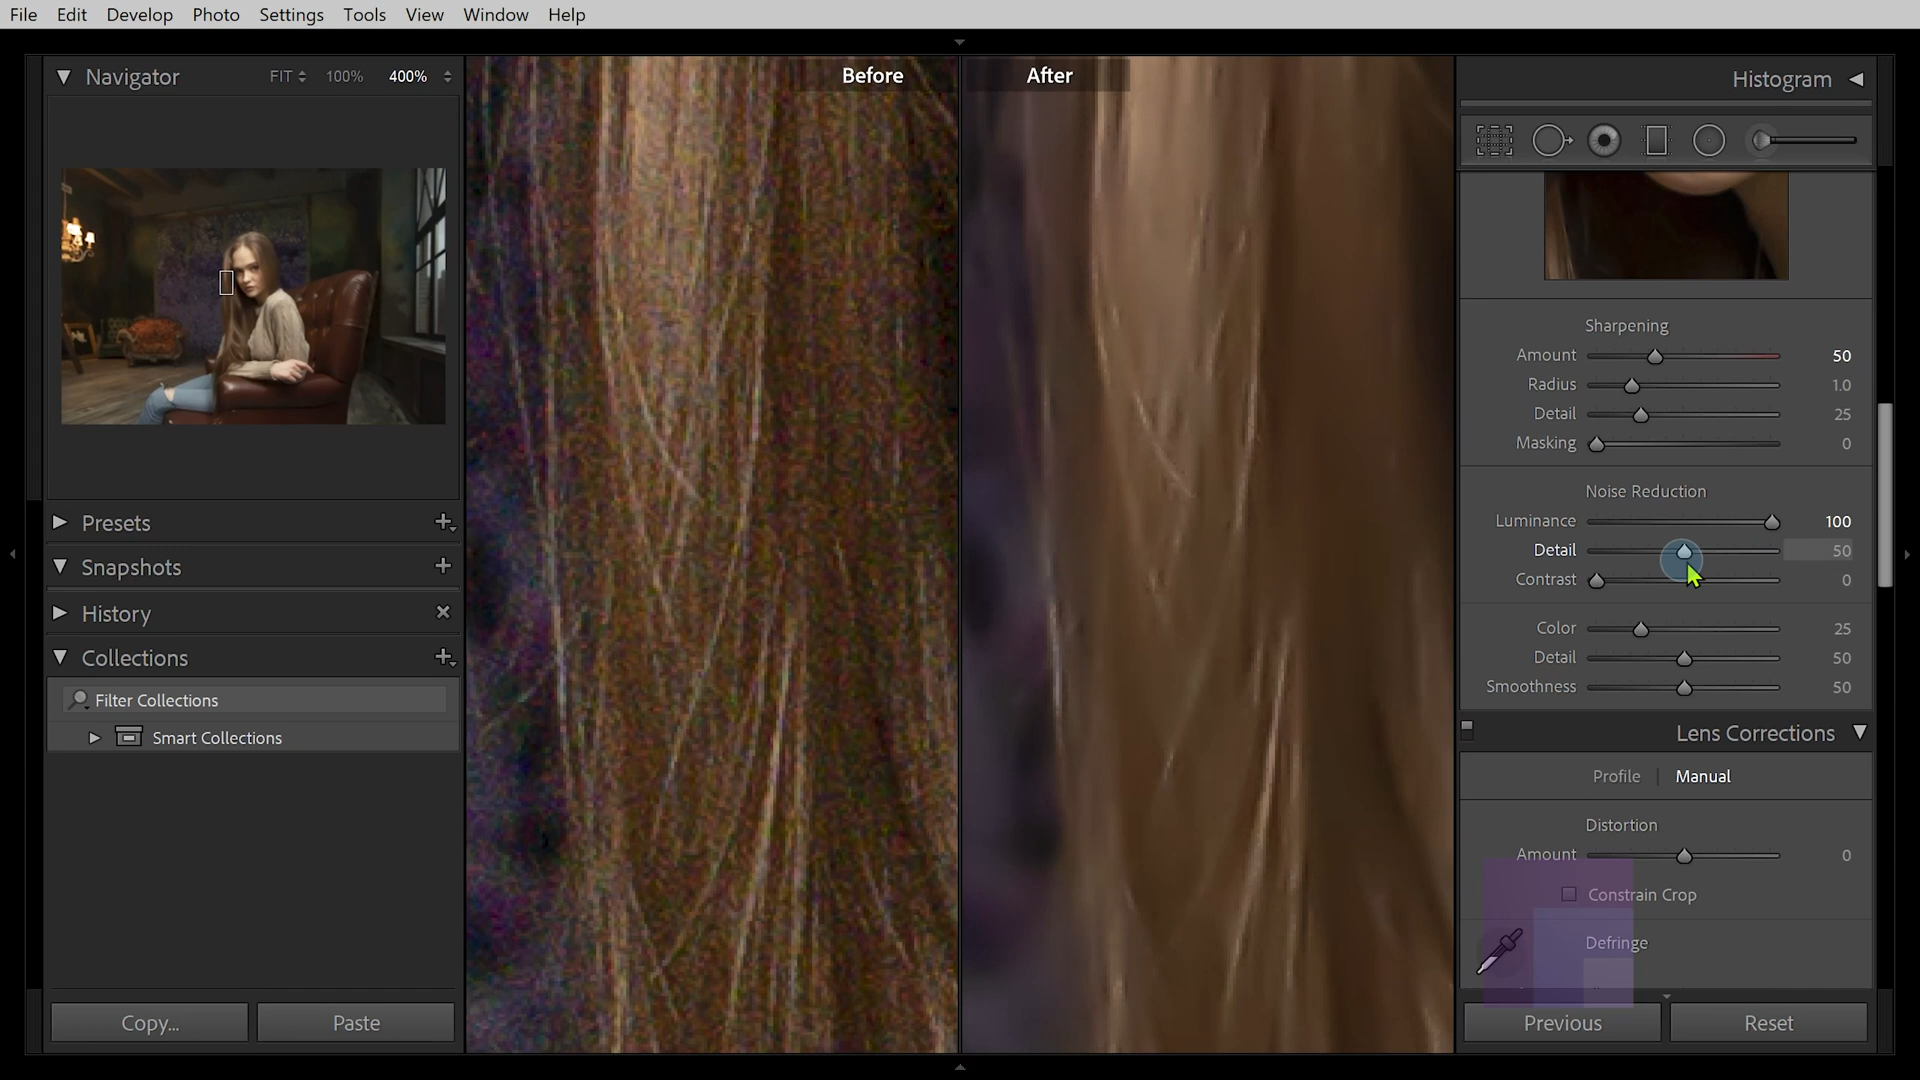 File Edit Develop Photo Settings Tools View Window Help
Navigator FIT 100% 400%
Presets
Snapshots
History
Collections
Filter Collections
Smart Collections
Copy... Paste
Before After
Histogram
Sharpening
Amount 50
Radius 1.0
Detail 25
Masking 0
Noise Reduction
Luminance 100
Detail 50
Contrast 0
Color 25
Detail 50
Smoothness 50
Lens Corrections
Profile | Manual
Distortion
Amount 0
Constrain Crop
Defringe
Previous Reset